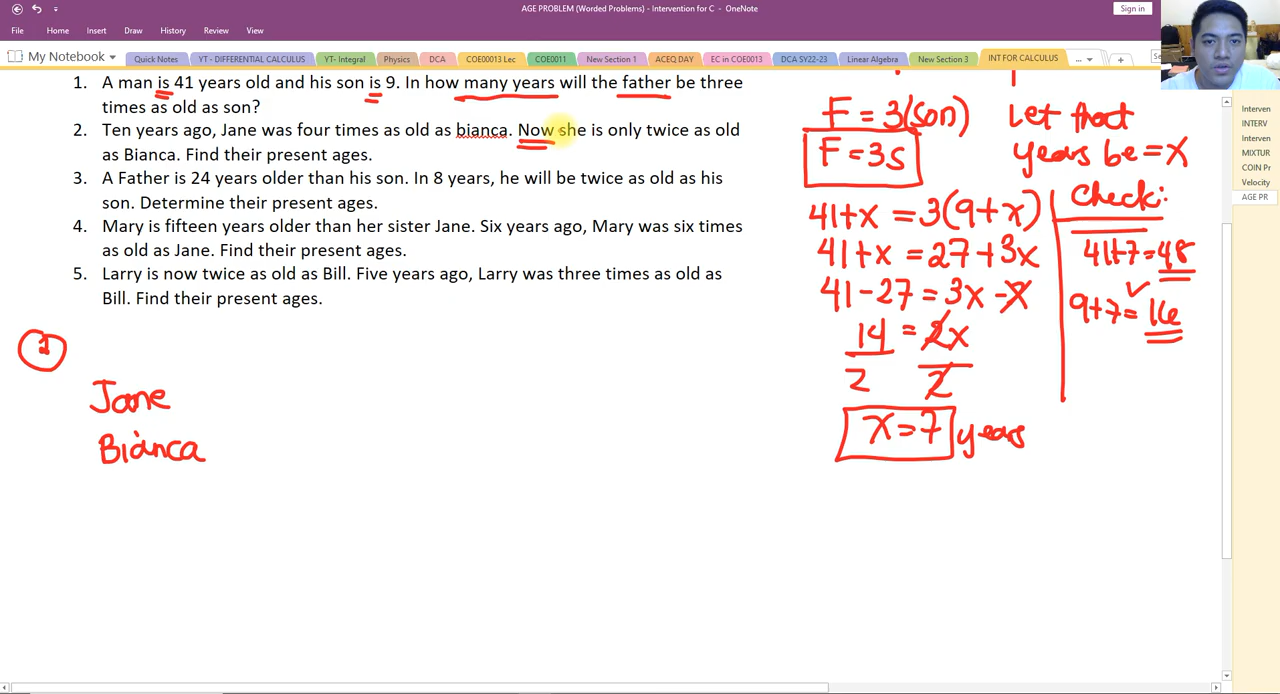 AGE PROBLEM (Worded Problems) - Intervention for C - OneNote
Sign in
File Home Insert Draw History Review View
My Notebook
Quick Notes YT - DIFFERENTIAL CALCULUS YT- Integral Physics DCA COE00013 Lec COE0011 New Section 1 ACEQ DAY EC in COE0013 DCA SY22-23 Linear Algebra New Section 3 INT FOR CALCULUS ...
1. A man is 41 years old and his son is 9. In how many years will the father be three
times as old as son?
2. Ten years ago, Jane was four times as old as bianca. Now she is only twice as old
as Bianca. Find their present ages.
3. A Father is 24 years older than his son. In 8 years, he will be twice as old as his
son. Determine their present ages.
4. Mary is fifteen years older than her sister Jane. Six years ago, Mary was six times
as old as Jane. Find their present ages.
5. Larry is now twice as old as Bill. Five years ago, Larry was three times as old as
Bill. Find their present ages.
2
Jane
Bianca
F = 3(son)
F = 3S
41+x = 3(9+x)
41+x = 27+3x
41-27 = 3x-x
14 = 2x
2 2
x=7 years
Let that
years be = x
Check:
41+7=48
✓
9+7=16
Interven
INTERV
Interven
MIXTUR
COIN Pr
Velocity
AGE PR